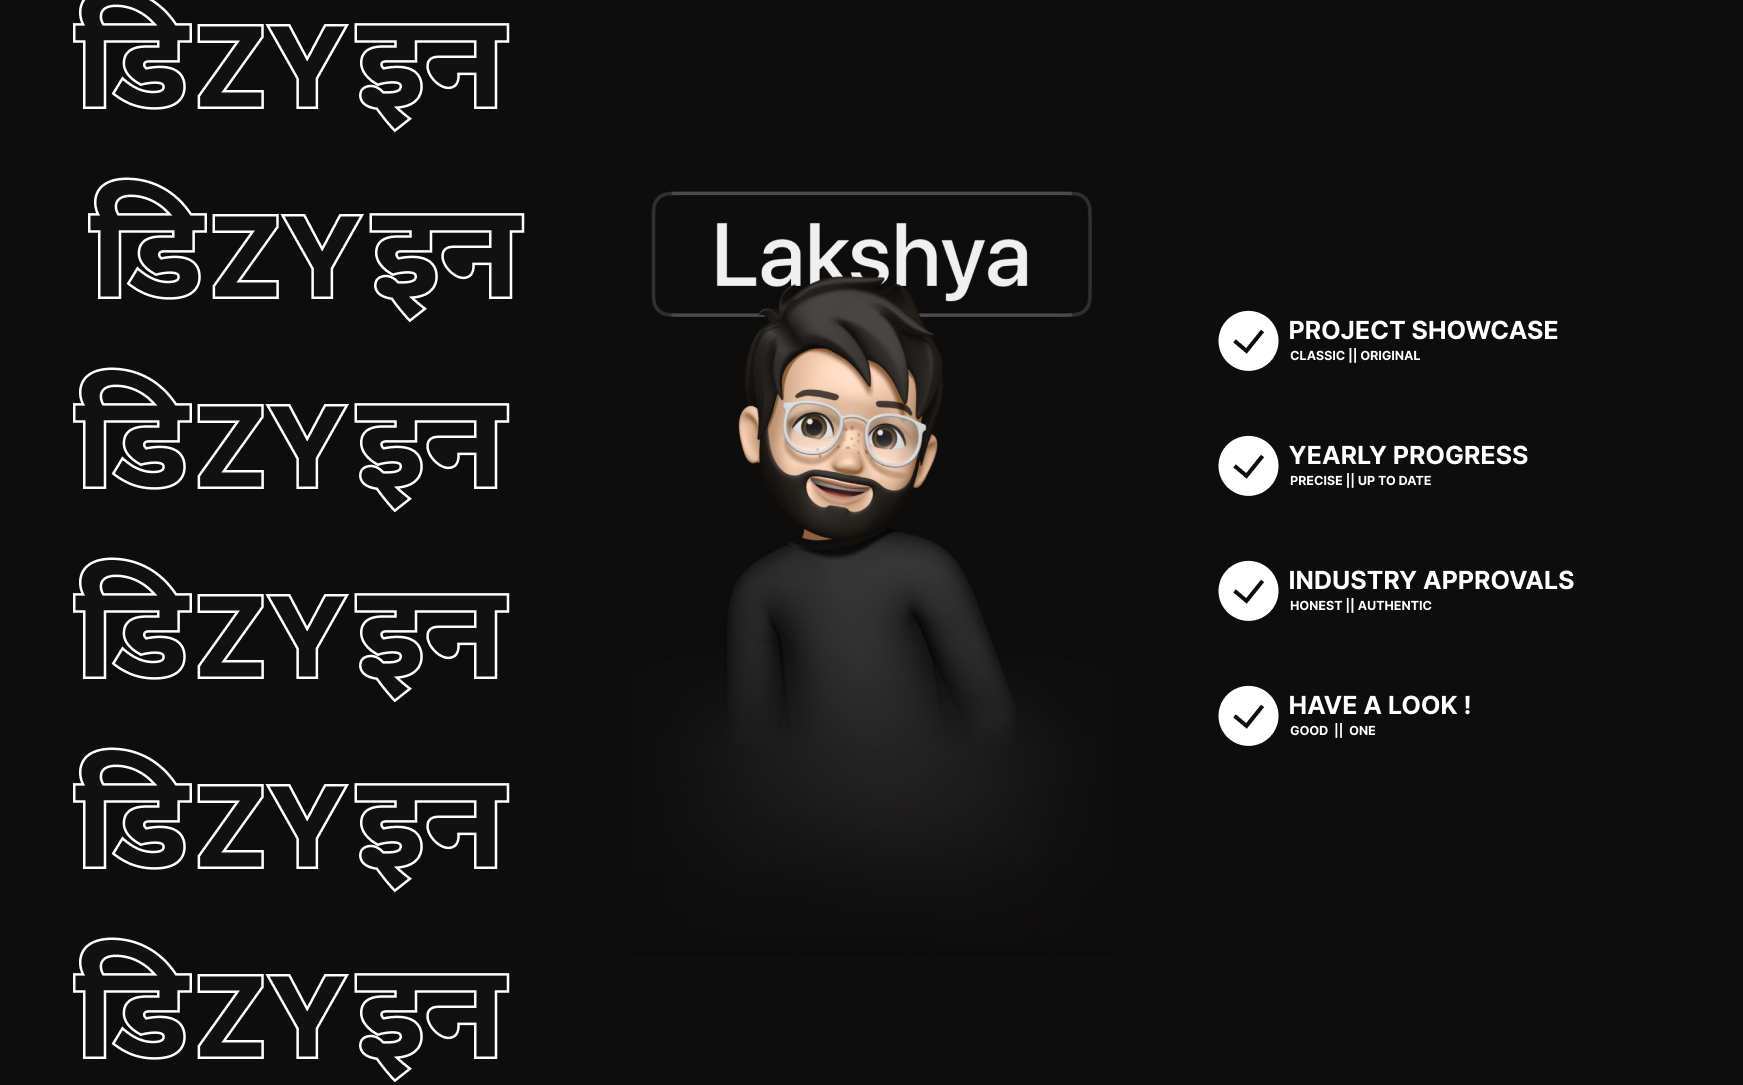 डिZYइन
डिZYइन
डिZYइन
डिZYइन
डिZYइन
डिZYइन
Lakshya
PROJECT SHOWCASE
CLASSIC || ORIGINAL
YEARLY PROGRESS
PRECISE || UP TO DATE
INDUSTRY APPROVALS
HONEST || AUTHENTIC
HAVE A LOOK !
GOOD || ONE